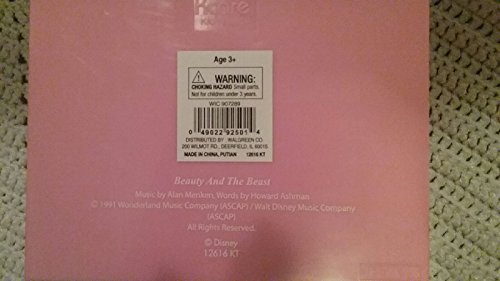 Age 3+
WARNING:
CHOKING HAZARD Small parts.
Not for children under 3 years.
WIC 907289
0 49022 92501 4
DISTRIBUTED BY : WALGREEN CO.
200 WILMOT RD., DEERFIELD, IL 60015
MADE IN CHINA, PUTIAN 12616 KT
Beauty And The Beast
Music by Alan Menken, Words by Howard Ashman
© 1991 Wonderland Music Company (ASCAP) / Walt Disney Music Company
(ASCAP)
All Rights Reserved.
© Disney
12616 KT